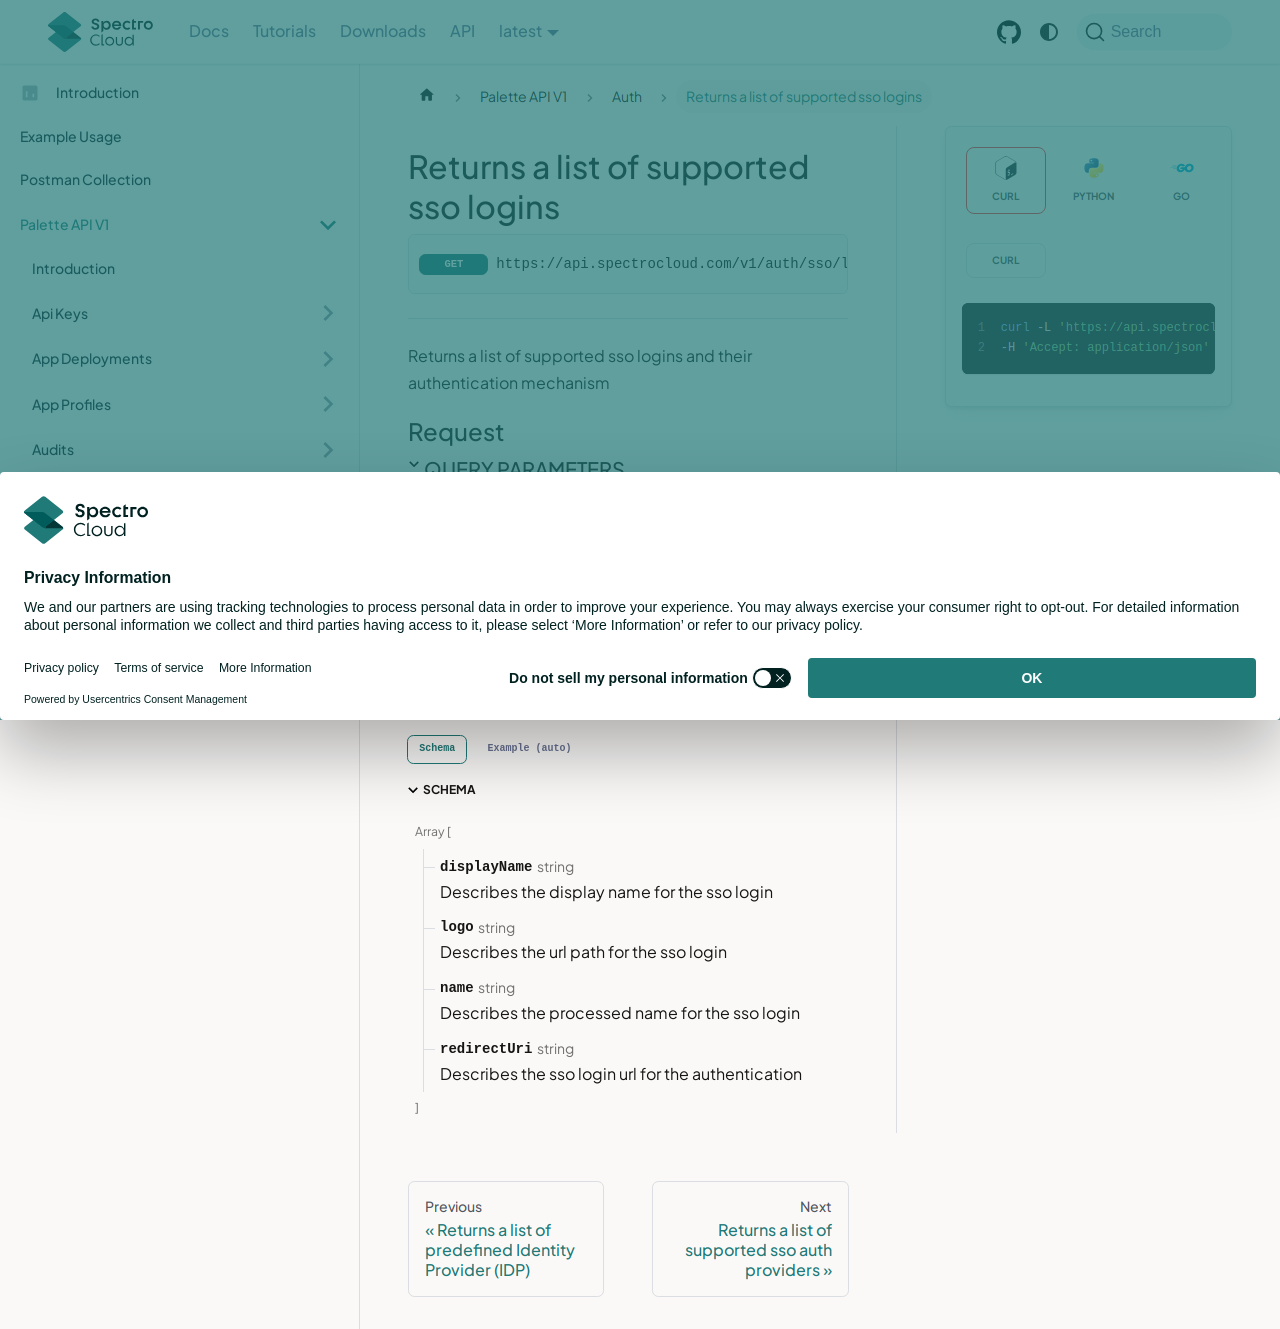 Spectro Cloud
Docs
Tutorials
Downloads
API
latest
Search
Introduction
Example Usage
Postman Collection
Palette API V1
Introduction
Api Keys
App Deployments
App Profiles
Audits
Palette API V1
Auth
Returns a list of supported sso logins
Returns a list of supported
sso logins
GET
https://api.spectrocloud.com/v1/auth/sso/l
Returns a list of supported sso logins and their
authentication mechanism
Request
QUERY PARAMETERS
CURL
PYTHON
GO
CURL
1 curl -L 'https://api.spectrocl
2 -H 'Accept: application/json'
Spectro
Cloud
Privacy Information
We and our partners are using tracking technologies to process personal data in order to improve your experience. You may always exercise your consumer right to opt-out. For detailed information
about personal information we collect and third parties having access to it, please select ‘More Information’ or refer to our privacy policy.
Privacy policy
Terms of service
More Information
Powered by Usercentrics Consent Management
Do not sell my personal information
OK
Schema
Example (auto)
SCHEMA
Array [
displayName string
Describes the display name for the sso login
logo string
Describes the url path for the sso login
name string
Describes the processed name for the sso login
redirectUri string
Describes the sso login url for the authentication
]
Previous
« Returns a list of
predefined Identity
Provider (IDP)
Next
Returns a list of
supported sso auth
providers »